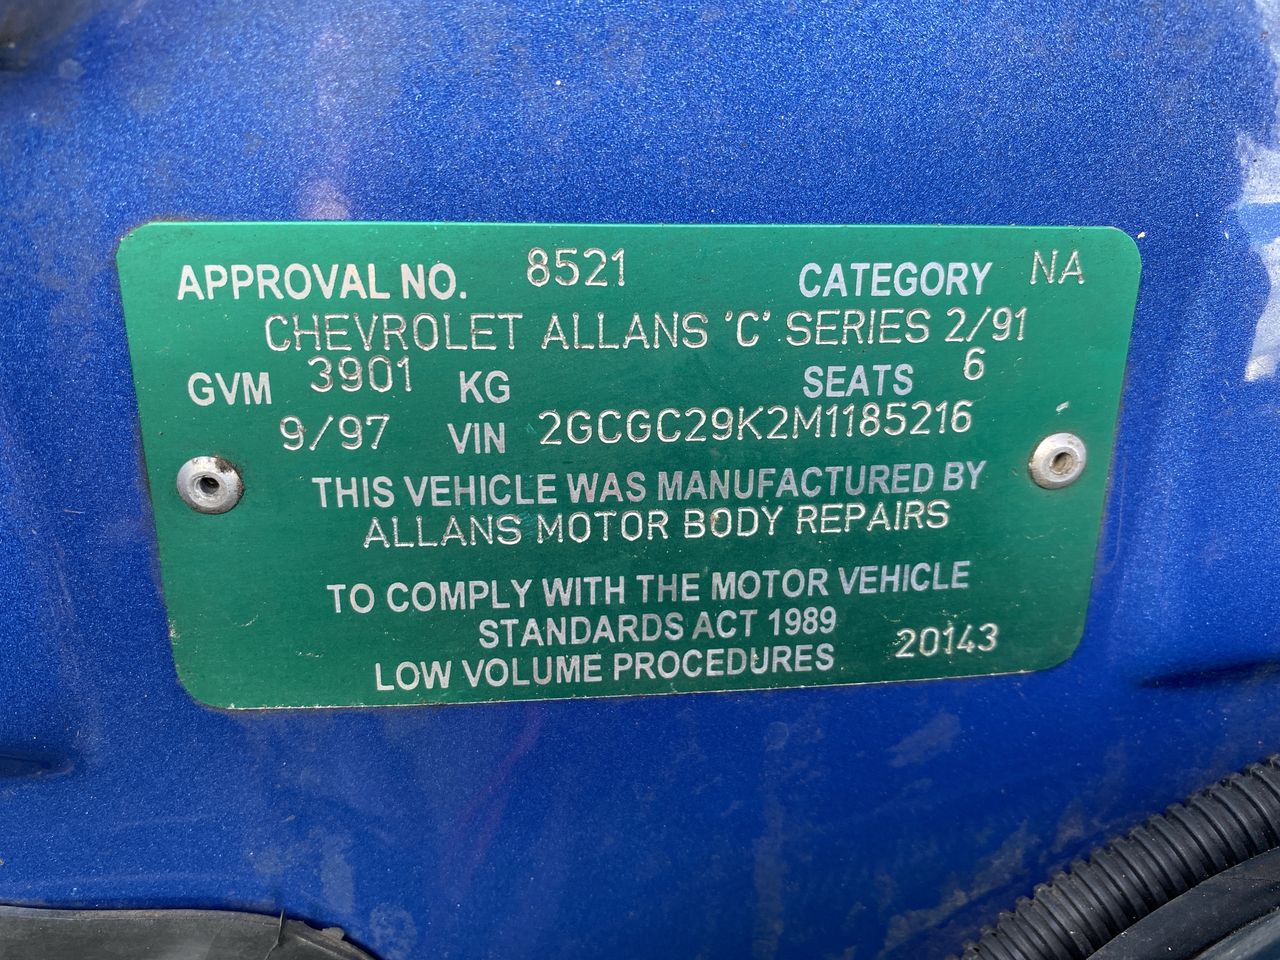 APPROVAL NO. 8521 CATEGORY NA
CHEVROLET ALLANS 'C' SERIES 2/91
GVM 3901 KG SEATS 6
9/97 VIN 2GCGC29K2M1185216
THIS VEHICLE WAS MANUFACTURED BY
ALLANS MOTOR BODY REPAIRS
TO COMPLY WITH THE MOTOR VEHICLE
STANDARDS ACT 1989
LOW VOLUME PROCEDURES 20143